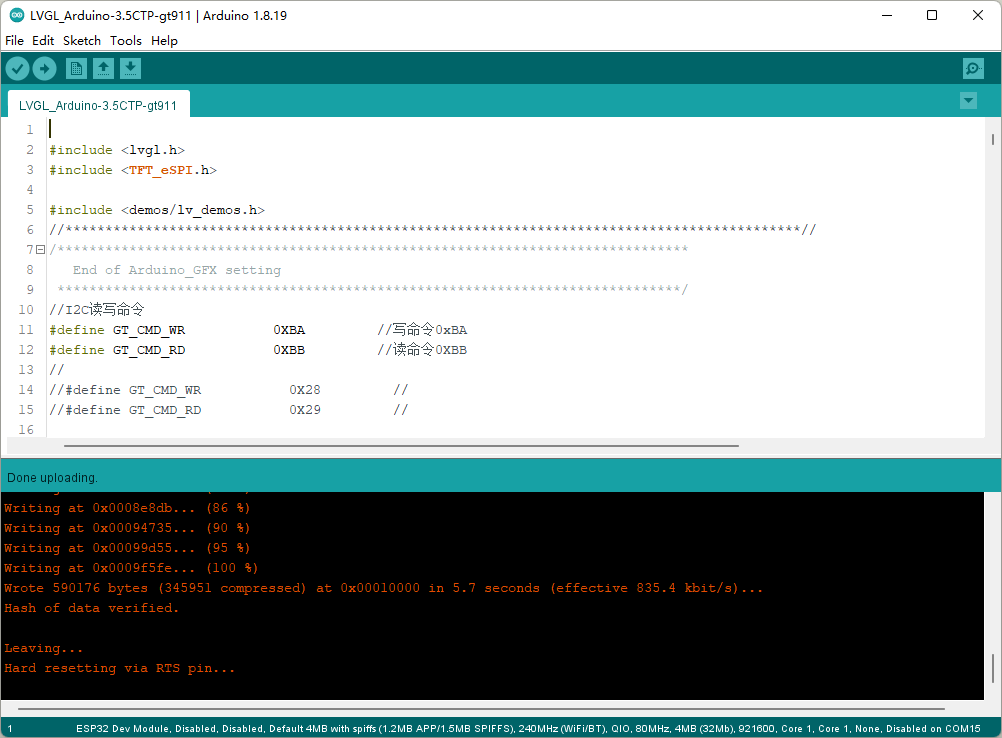 LVGL_Arduino-3.5CTP-gt911 | Arduino 1.8.19
File Edit Sketch Tools Help
LVGL_Arduino-3.5CTP-gt911
1
2 #include <lvgl.h>
3 #include <TFT_eSPI.h>
4
5 #include <demos/lv_demos.h>
6 //********************************************************************************************//
7 /*******************************************************************************
8 End of Arduino_GFX setting
9 ******************************************************************************/
10 //I2C读写命令
11 #define GT_CMD_WR 0XBA //写命令0xBA
12 #define GT_CMD_RD 0XBB //读命令0XBB
13 //
14 //#define GT_CMD_WR 0X28 //
15 //#define GT_CMD_RD 0X29 //
16
Done uploading.
Writing at 0x0008e8db... (86 %)
Writing at 0x00094735... (90 %)
Writing at 0x00099d55... (95 %)
Writing at 0x0009f5fe... (100 %)
Wrote 590176 bytes (345951 compressed) at 0x00010000 in 5.7 seconds (effective 835.4 kbit/s)...
Hash of data verified.
Leaving...
Hard resetting via RTS pin...
1 ESP32 Dev Module, Disabled, Disabled, Default 4MB with spiffs (1.2MB APP/1.5MB SPIFFS), 240MHz (WiFi/BT), QIO, 80MHz, 4MB (32Mb), 921600, Core 1, Core 1, None, Disabled on COM15